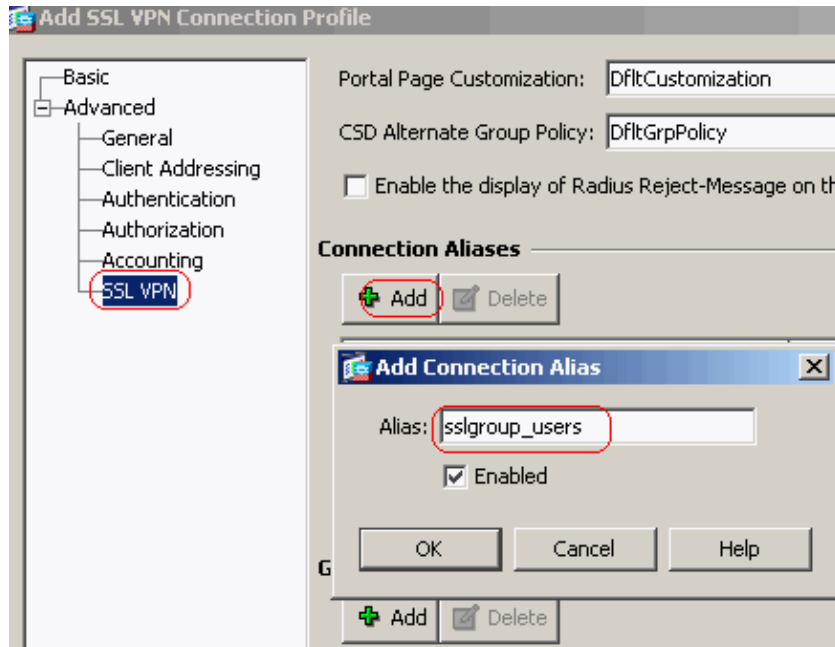 Add SSL VPN Connection Profile
Basic
Advanced
General
Client Addressing
Authentication
Authorization
Accounting
SSL VPN
Portal Page Customization: DfltCustomization
CSD Alternate Group Policy: DfltGrpPolicy
Enable the display of Radius Reject-Message on th
Connection Aliases
Add Delete
Add Connection Alias
Alias: sslgroup_users
Enabled
OK Cancel Help
G
Add Delete